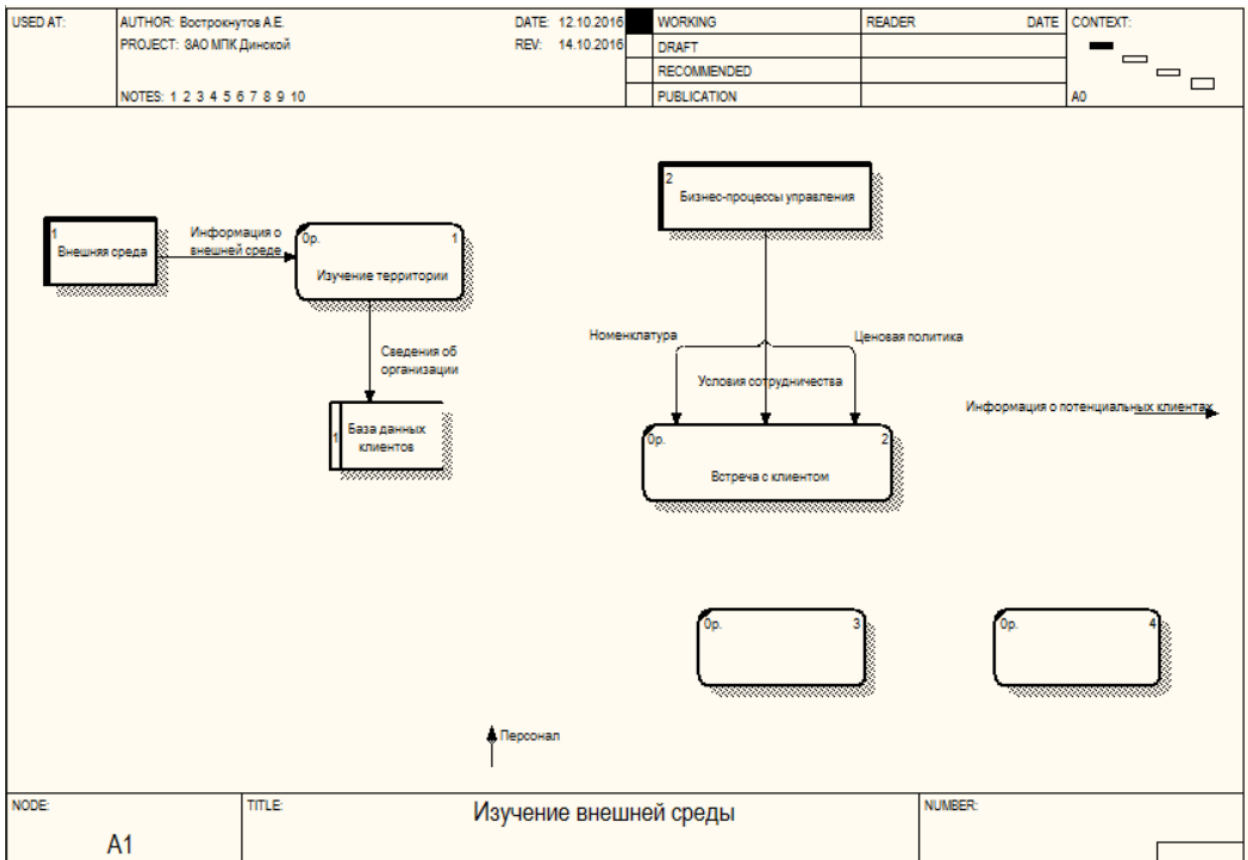 USED AT:
AUTHOR: Вострокнутов А.Е.
DATE: 12.10.2016
PROJECT: ЗАО МПК Динской
REV: 14.10.2016
NOTES: 1 2 3 4 5 6 7 8 9 10
WORKING
DRAFT
RECOMMENDED
PUBLICATION
READER DATE
CONTEXT:
A0
1
Внешняя среда
Информация о
внешней среде
0р. 1
Изучение территории
Сведения об
организации
1
База данных
клиентов
2
Бизнес-процессы управления
Номенклатура
Ценовая политика
Условия сотрудничества
0р. 2
Встреча с клиентом
Информация о потенциальных клиентах
0р. 3
0р. 4
Персонал
NODE:
A1
TITLE:
Изучение внешней среды
NUMBER: